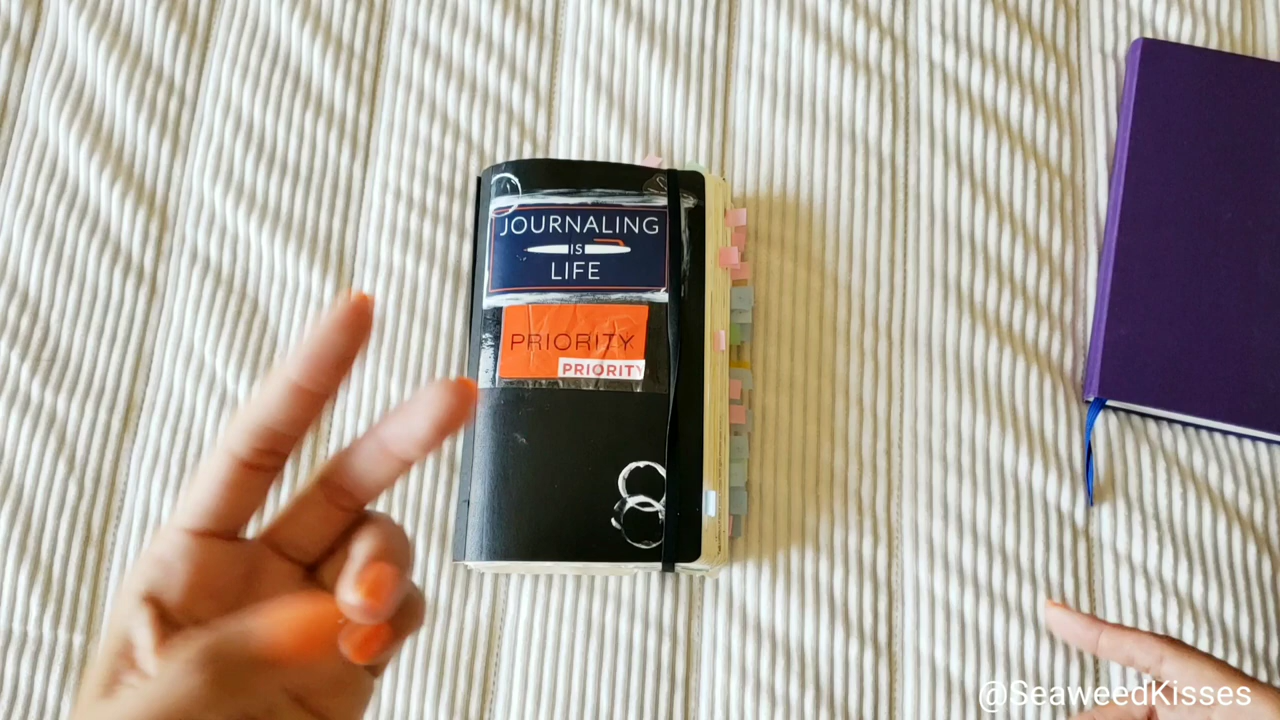 JOURNALING
IS
LIFE
PRIORITY
PRIORITY
@SeaweedKisses